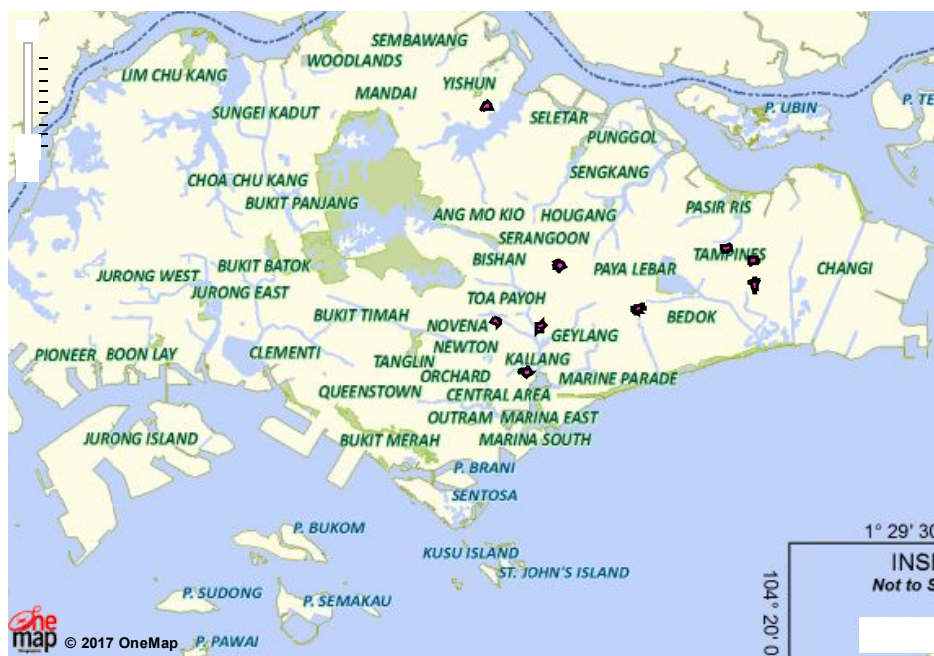 SEMBAWANG
WOODLANDS
LIM CHU KANG
YISHUN
MANDAI
P. UBIN
P. TE
SUNGEI KADUT
SELETAR
PUNGGOL
SENGKANG
CHOA CHU KANG
BUKIT PANJANG
PASIR RIS
ANG MO KIO
HOUGANG
SERANGOON
TAMPINES
BISHAN
BUKIT BATOK
PAYA LEBAR
CHANGI
JURONG WEST
JURONG EAST
TOA PAYOH
BUKIT TIMAH
BEDOK
NOVENA
GEYLANG
NEWTON
PIONEER
BOON LAY
CLEMENTI
TANGLIN
KALLANG
ORCHARD
MARINE PARADE
QUEENSTOWN
CENTRAL AREA
OUTRAM
MARINA EAST
JURONG ISLAND
BUKIT MERAH
MARINA SOUTH
P. BRANI
SENTOSA
P. BUKOM
1° 29' 30
KUSU ISLAND
INS
ST. JOHN'S ISLAND
Not to S
104° 20' 0
P. SUDONG
P. SEMAKAU
One
map © 2017 OneMap
P. PAWAI